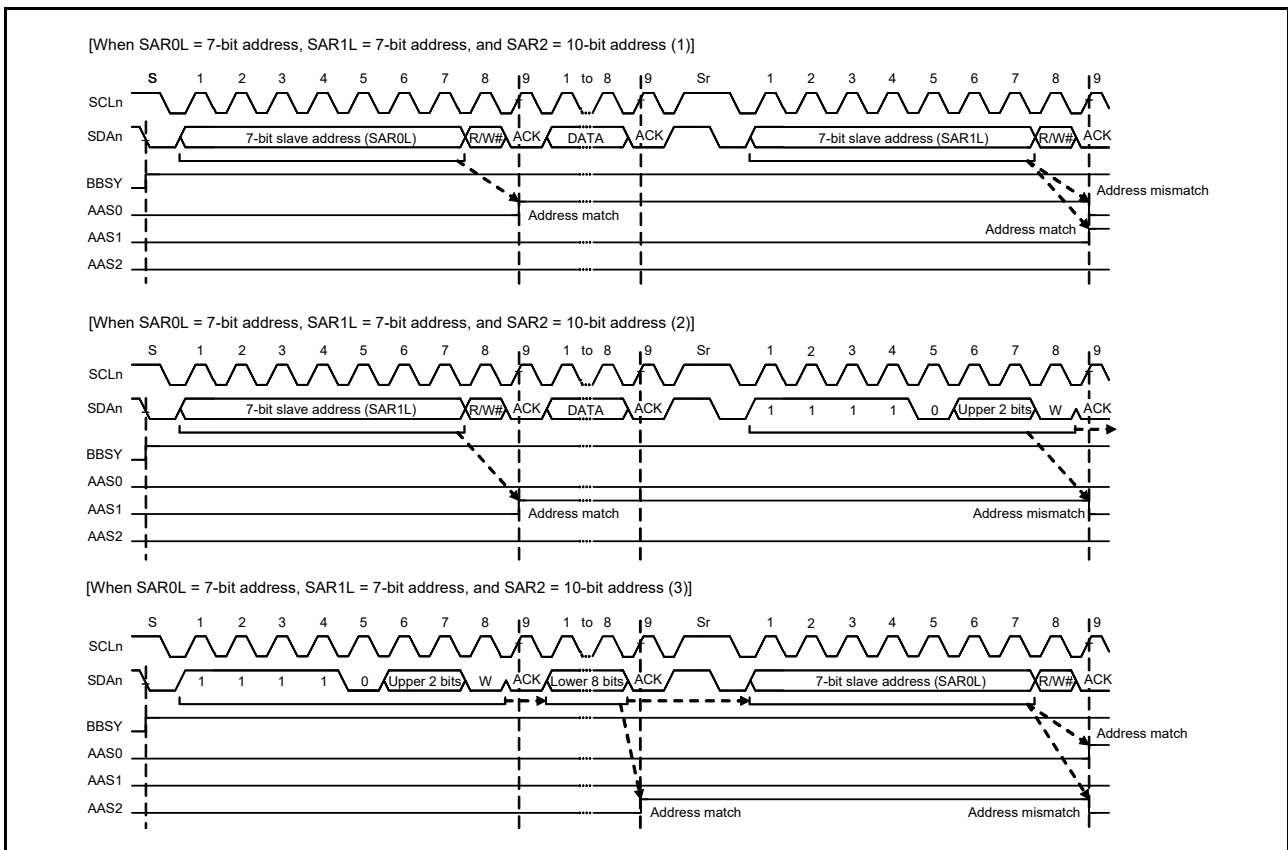 [When SAR0L = 7-bit address, SAR1L = 7-bit address, and SAR2 = 10-bit address (1)]
S 1 2 3 4 5 6 7 8 9 1 to 8 9 Sr 1 2 3 4 5 6 7 8 9
SCLn
SDAn 7-bit slave address (SAR0L) R/W# ACK DATA ACK 7-bit slave address (SAR1L) R/W# ACK
BBSY
Address mismatch
AAS0 Address match
AAS1 Address match
AAS2
[When SAR0L = 7-bit address, SAR1L = 7-bit address, and SAR2 = 10-bit address (2)]
S 1 2 3 4 5 6 7 8 9 1 to 8 9 Sr 1 2 3 4 5 6 7 8 9
SCLn
SDAn 7-bit slave address (SAR1L) R/W# ACK DATA ACK 1 1 1 1 0 Upper 2 bits W ACK
BBSY
AAS0
AAS1 Address match Address mismatch
AAS2
[When SAR0L = 7-bit address, SAR1L = 7-bit address, and SAR2 = 10-bit address (3)]
S 1 2 3 4 5 6 7 8 9 1 to 8 9 Sr 1 2 3 4 5 6 7 8 9
SCLn
SDAn 1 1 1 1 0 Upper 2 bits W ACK Lower 8 bits ACK 7-bit slave address (SAR0L) R/W# ACK
BBSY
Address match
AAS0
AAS1
AAS2 Address match Address mismatch